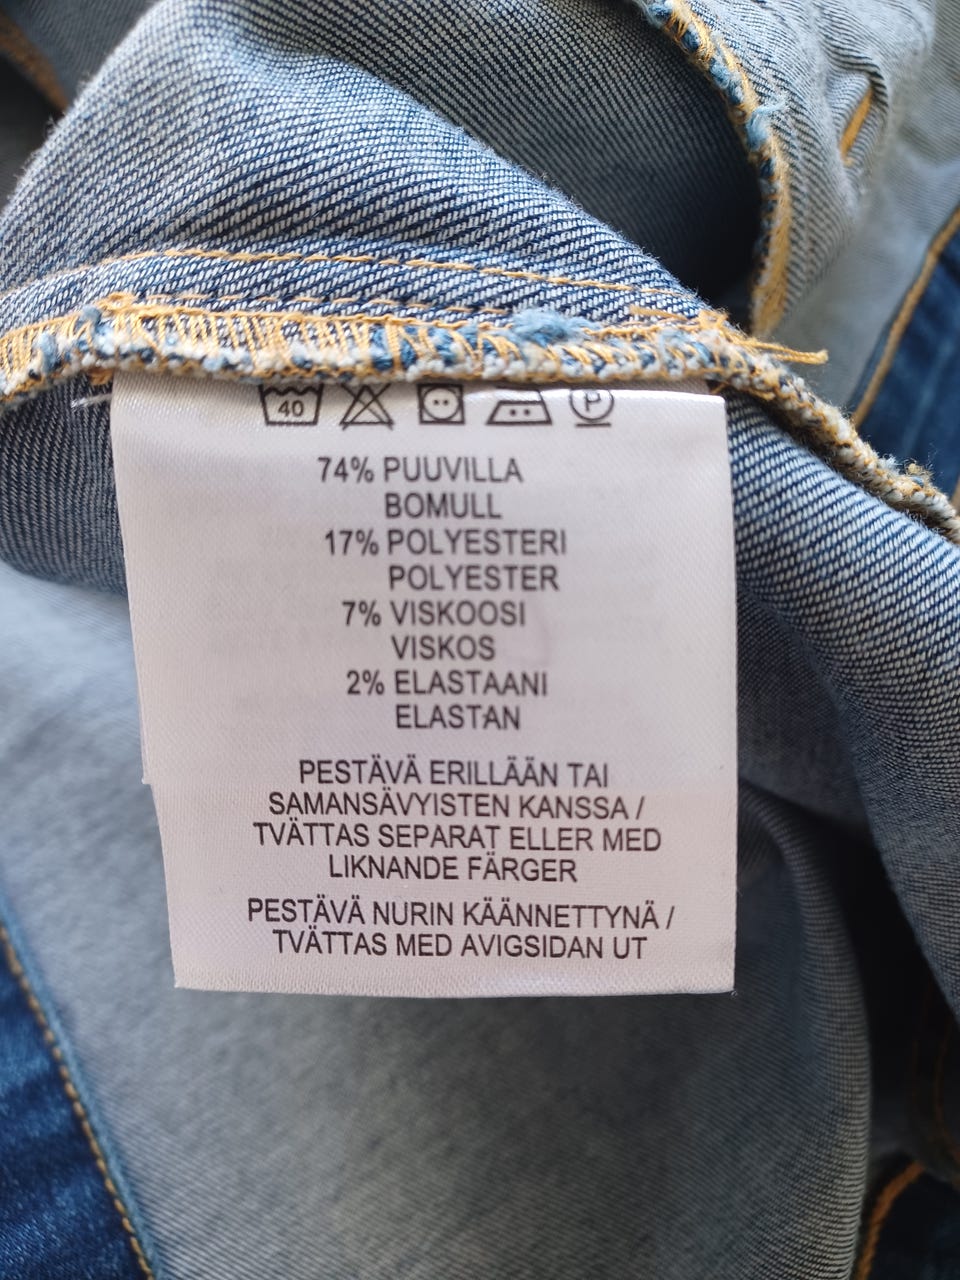 40 P
74% PUUVILLA
BOMULL
17% POLYESTERI
POLYESTER
7% VISKOOSI
VISKOS
2% ELASTAANI
ELASTAN
PESTÄVÄ ERILLÄÄN TAI
SAMANSÄVYISTEN KANSSA /
TVÄTTAS SEPARAT ELLER MED
LIKNANDE FÄRGER
PESTÄVÄ NURIN KÄÄNNETTYNÄ /
TVÄTTAS MED AVIGSIDAN UT